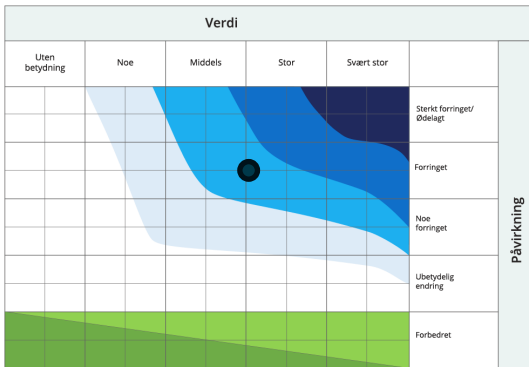 Verdi
Uten
betydning
Noe
Middels
Stor
Svært stor
Sterkt forringet/
Ødelagt
Forringet
Noe
forringet
Ubetydelig
endring
Forbedret
Påvirkning